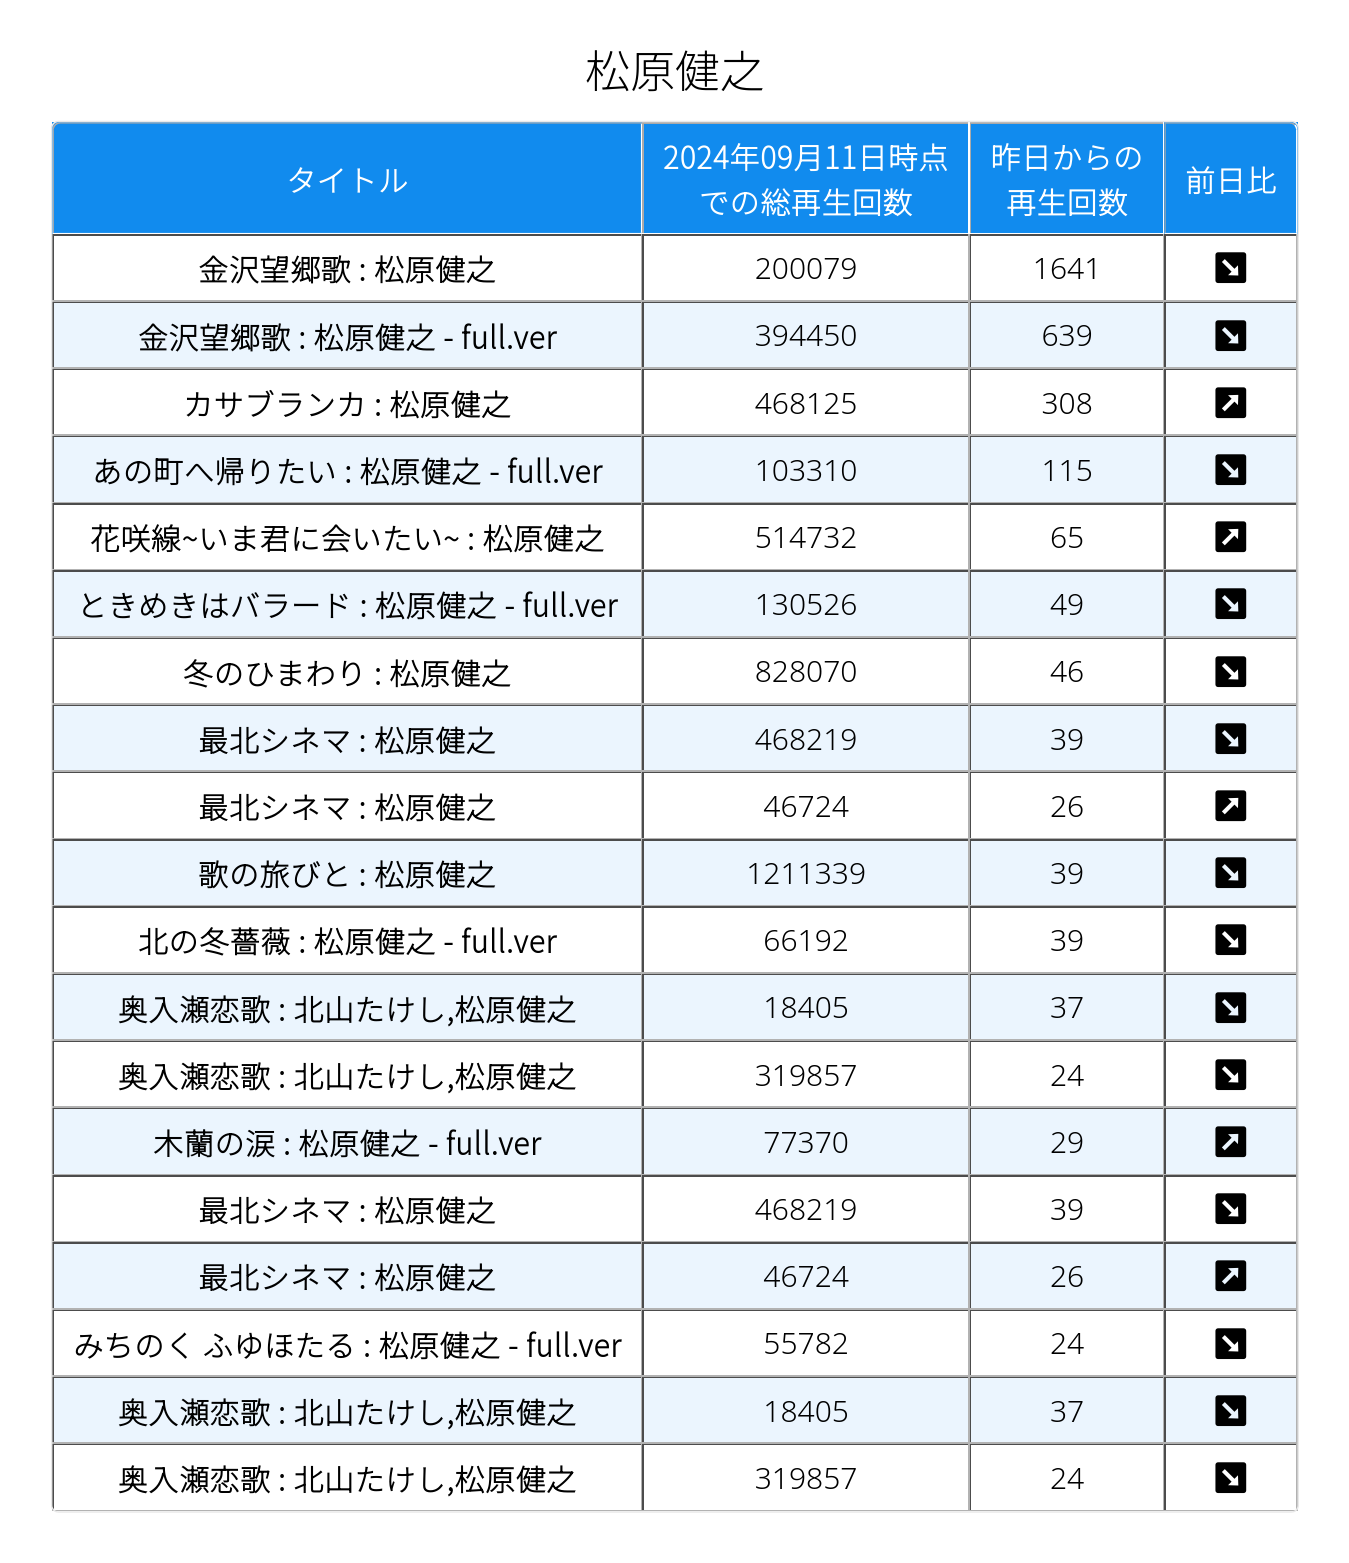 松原健之
タイトル
2024年09月11日時点
での総再生回数
昨日からの
再生回数
前日比
金沢望郷歌 : 松原健之 200079 1641
金沢望郷歌 : 松原健之 - full.ver 394450 639
カサブランカ : 松原健之 468125 308
あの町へ帰りたい : 松原健之 - full.ver 103310 115
花咲線~いま君に会いたい~ : 松原健之 514732 65
ときめきはバラード : 松原健之 - full.ver 130526 49
冬のひまわり : 松原健之 828070 46
最北シネマ : 松原健之 468219 39
最北シネマ : 松原健之 46724 26
歌の旅びと : 松原健之 1211339 39
北の冬薔薇 : 松原健之 - full.ver 66192 39
奥入瀬恋歌 : 北山たけし,松原健之 18405 37
奥入瀬恋歌 : 北山たけし,松原健之 319857 24
木蘭の涙 : 松原健之 - full.ver 77370 29
最北シネマ : 松原健之 468219 39
最北シネマ : 松原健之 46724 26
みちのく ふゆほたる : 松原健之 - full.ver 55782 24
奥入瀬恋歌 : 北山たけし,松原健之 18405 37
奥入瀬恋歌 : 北山たけし,松原健之 319857 24